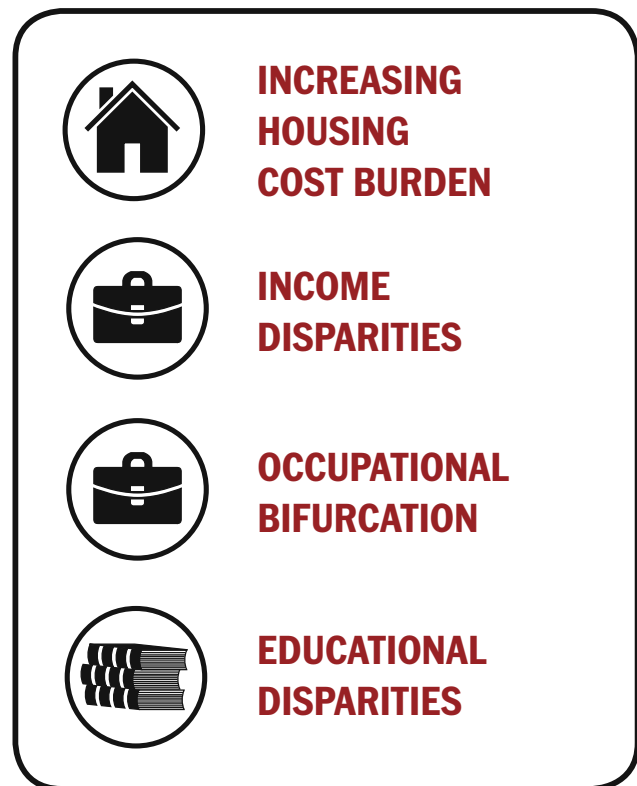 INCREASING
HOUSING
COST BURDEN
INCOME
DISPARITIES
OCCUPATIONAL
BIFURCATION
EDUCATIONAL
DISPARITIES